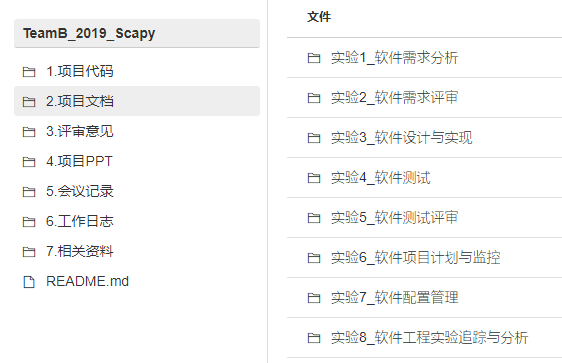 TeamB_2019_Scapy
1.项目代码
2.项目文档
3.评审意见
4.项目PPT
5.会议记录
6.工作日志
7.相关资料
README.md
文件
实验1_软件需求分析
实验2_软件需求评审
实验3_软件设计与实现
实验4_软件测试
实验5_软件测试评审
实验6_软件项目计划与监控
实验7_软件配置管理
实验8_软件工程实验追踪与分析